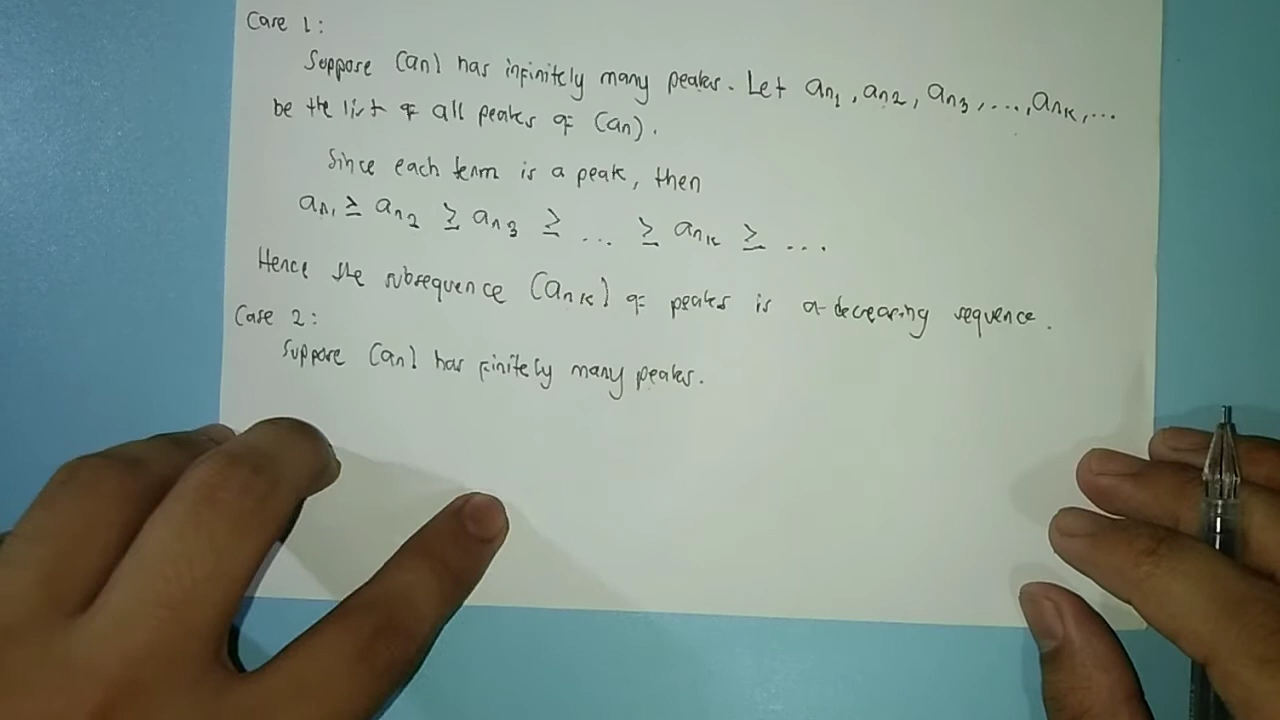 Case 1:
Suppose (an) has infinitely many peaks. Let an₁, an₂, an₃, ..., anₖ, ...
be the list of all peaks of (an).
Since each term is a peak, then
an₁ ≥ an₂ ≥ an₃ ≥ ... ≥ anₖ ≥ ...
Hence the subsequence (anₖ) of peaks is a decreasing sequence.
Case 2:
Suppose (an) has finitely many peaks.